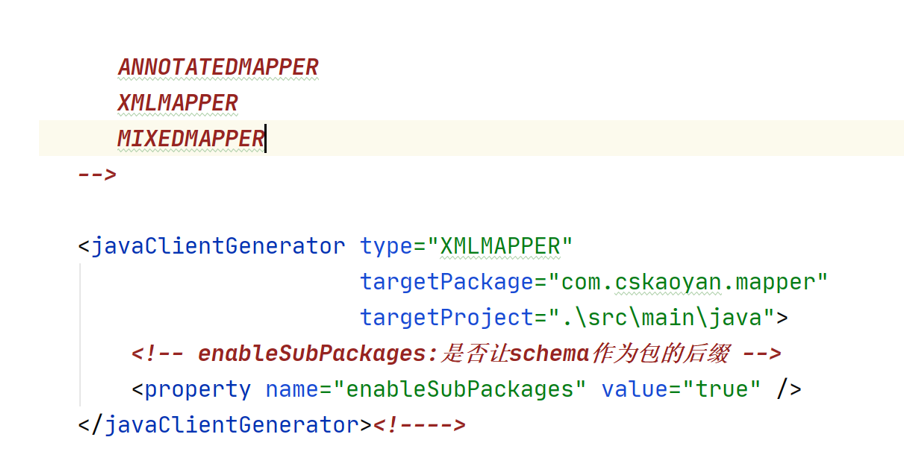 ANNOTATEDMAPPER
XMLMAPPER
MIXEDMAPPER
-->
<javaClientGenerator type="XMLMAPPER"
targetPackage="com.cskaoyan.mapper"
targetProject=".\src\main\java">
<!-- enableSubPackages:是否让schema作为包的后缀 -->
<property name="enableSubPackages" value="true" />
</javaClientGenerator><!---->